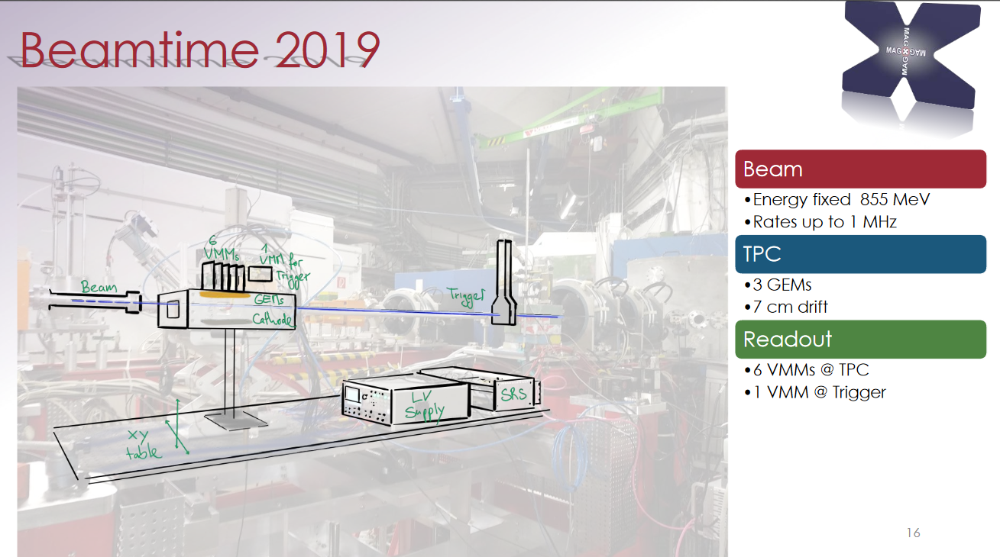 Beamtime 2019
MAGXMAG
MAGXMAG
Beam
•Energy fixed 855 MeV
•Rates up to 1 MHz
TPC
•3 GEMs
•7 cm drift
Readout
•6 VMMs @ TPC
•1 VMM @ Trigger
6
VMMs
1
VMM for
Trigger
Beam
GEMs
Cathode
Trigger
LV
Supply
SRS
xy
table
16